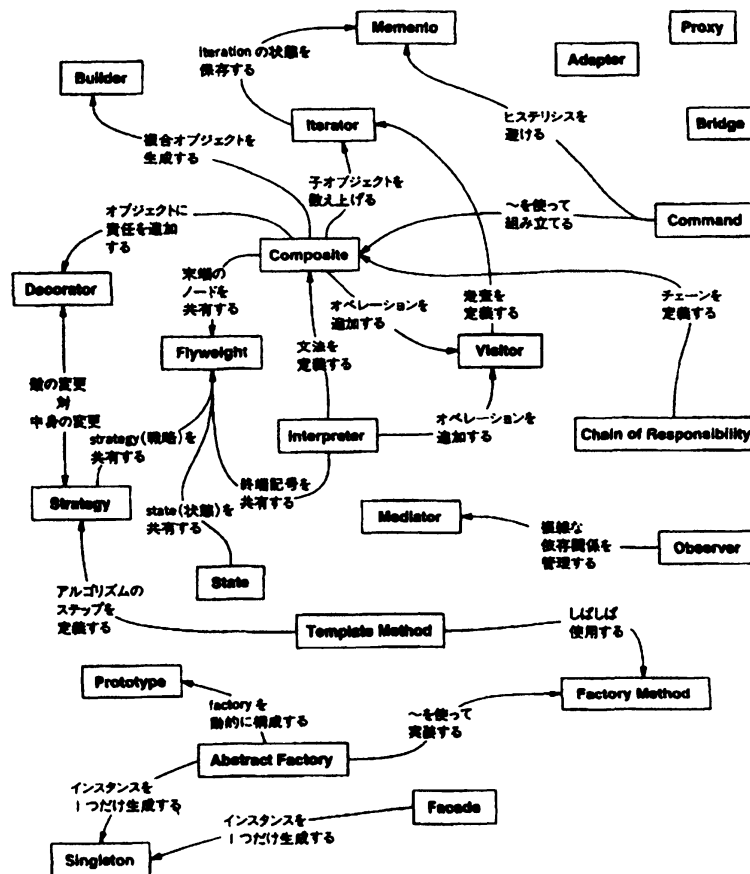 Memento
Proxy
Adapter
Builder
Iterationの状態を
保存する
Iterator
Bridge
ヒステリシスを
避ける
複合オブジェクトを
生成する
子オブジェクトを
数え上げる
オブジェクトに
責任を追加
する
〜を使って
組み立てる
Command
Composite
Decorator
末端の
ノードを
共有する
オペレーションを
追加する
走査を
定義する
チェーンを
定義する
Flyweight
文法を
定義する
Visitor
殻の変更
対
中身の変更
strategy(戦略)を
共有する
Interpreter
オペレーションを
追加する
Chain of Responsibility
Strategy
state(状態)を
共有する
終端記号を
共有する
Mediator
複雑な
依存関係を
管理する
Observer
State
アルゴリズムの
ステップを
定義する
Template Method
しばしば
使用する
Prototype
factoryを
動的に構成する
Factory Method
〜を使って
実装する
Abstract Factory
インスタンスを
1つだけ生成する
インスタンスを
1つだけ生成する
Facade
Singleton